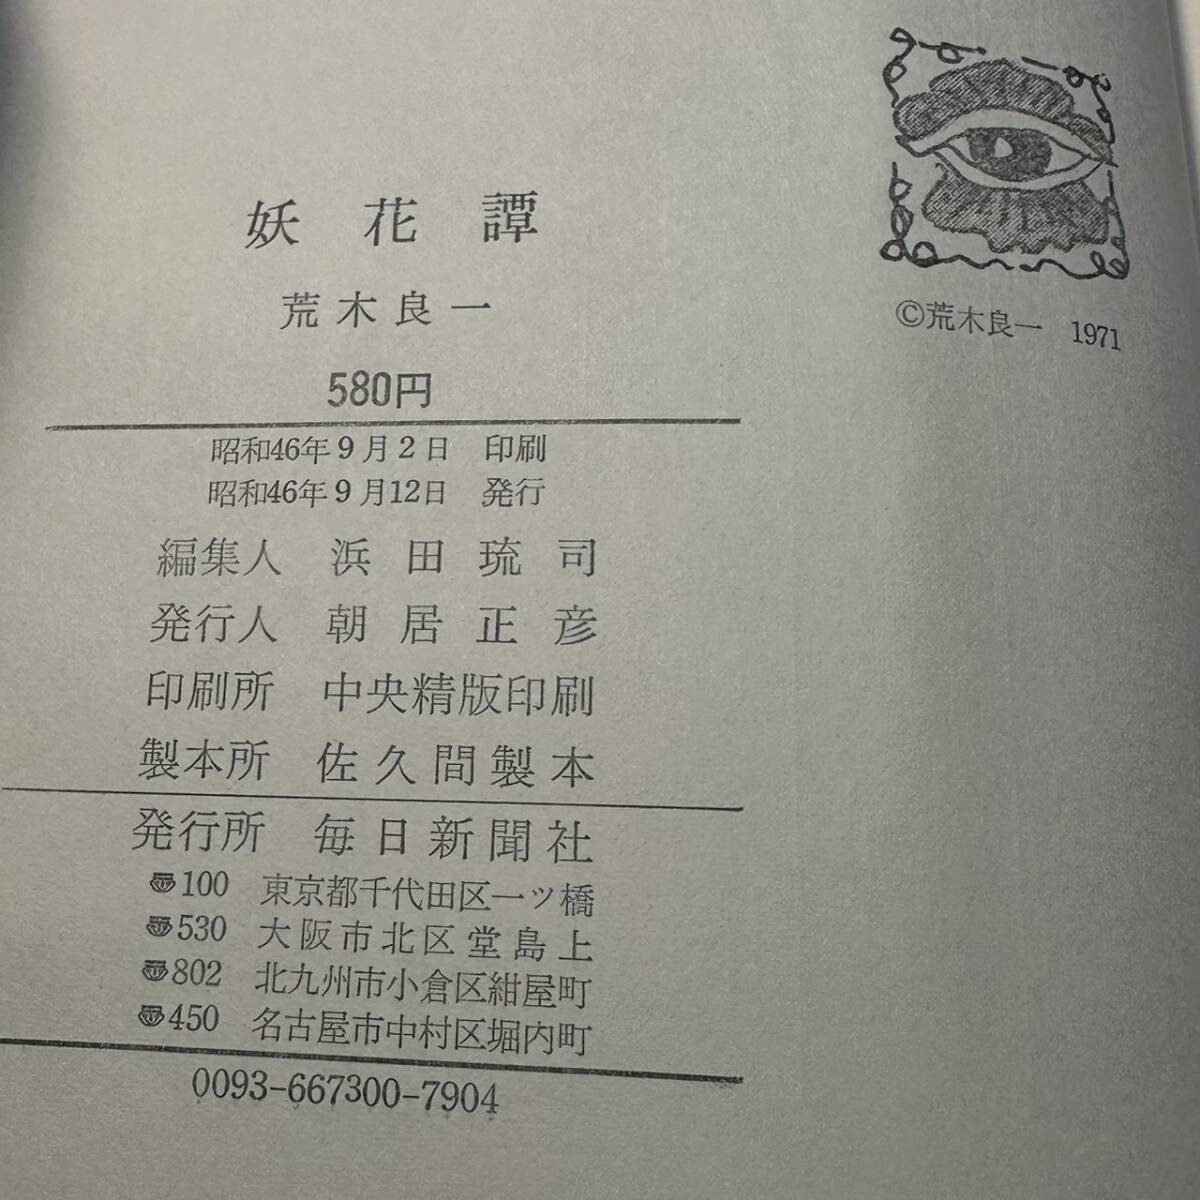 妖花譚
荒木良一
580円
昭和46年9月2日 印刷
昭和46年9月12日 発行
編集人 浜田琉司
発行人 朝居正彦
印刷所 中央精版印刷
製本所 佐久間製本
発行所 毎日新聞社
〠100 東京都千代田区一ッ橋
〠530 大阪市北区堂島上
〠802 北九州市小倉区紺屋町
〠450 名古屋市中村区堀内町
0093-667300-7904
©荒木良一 1971